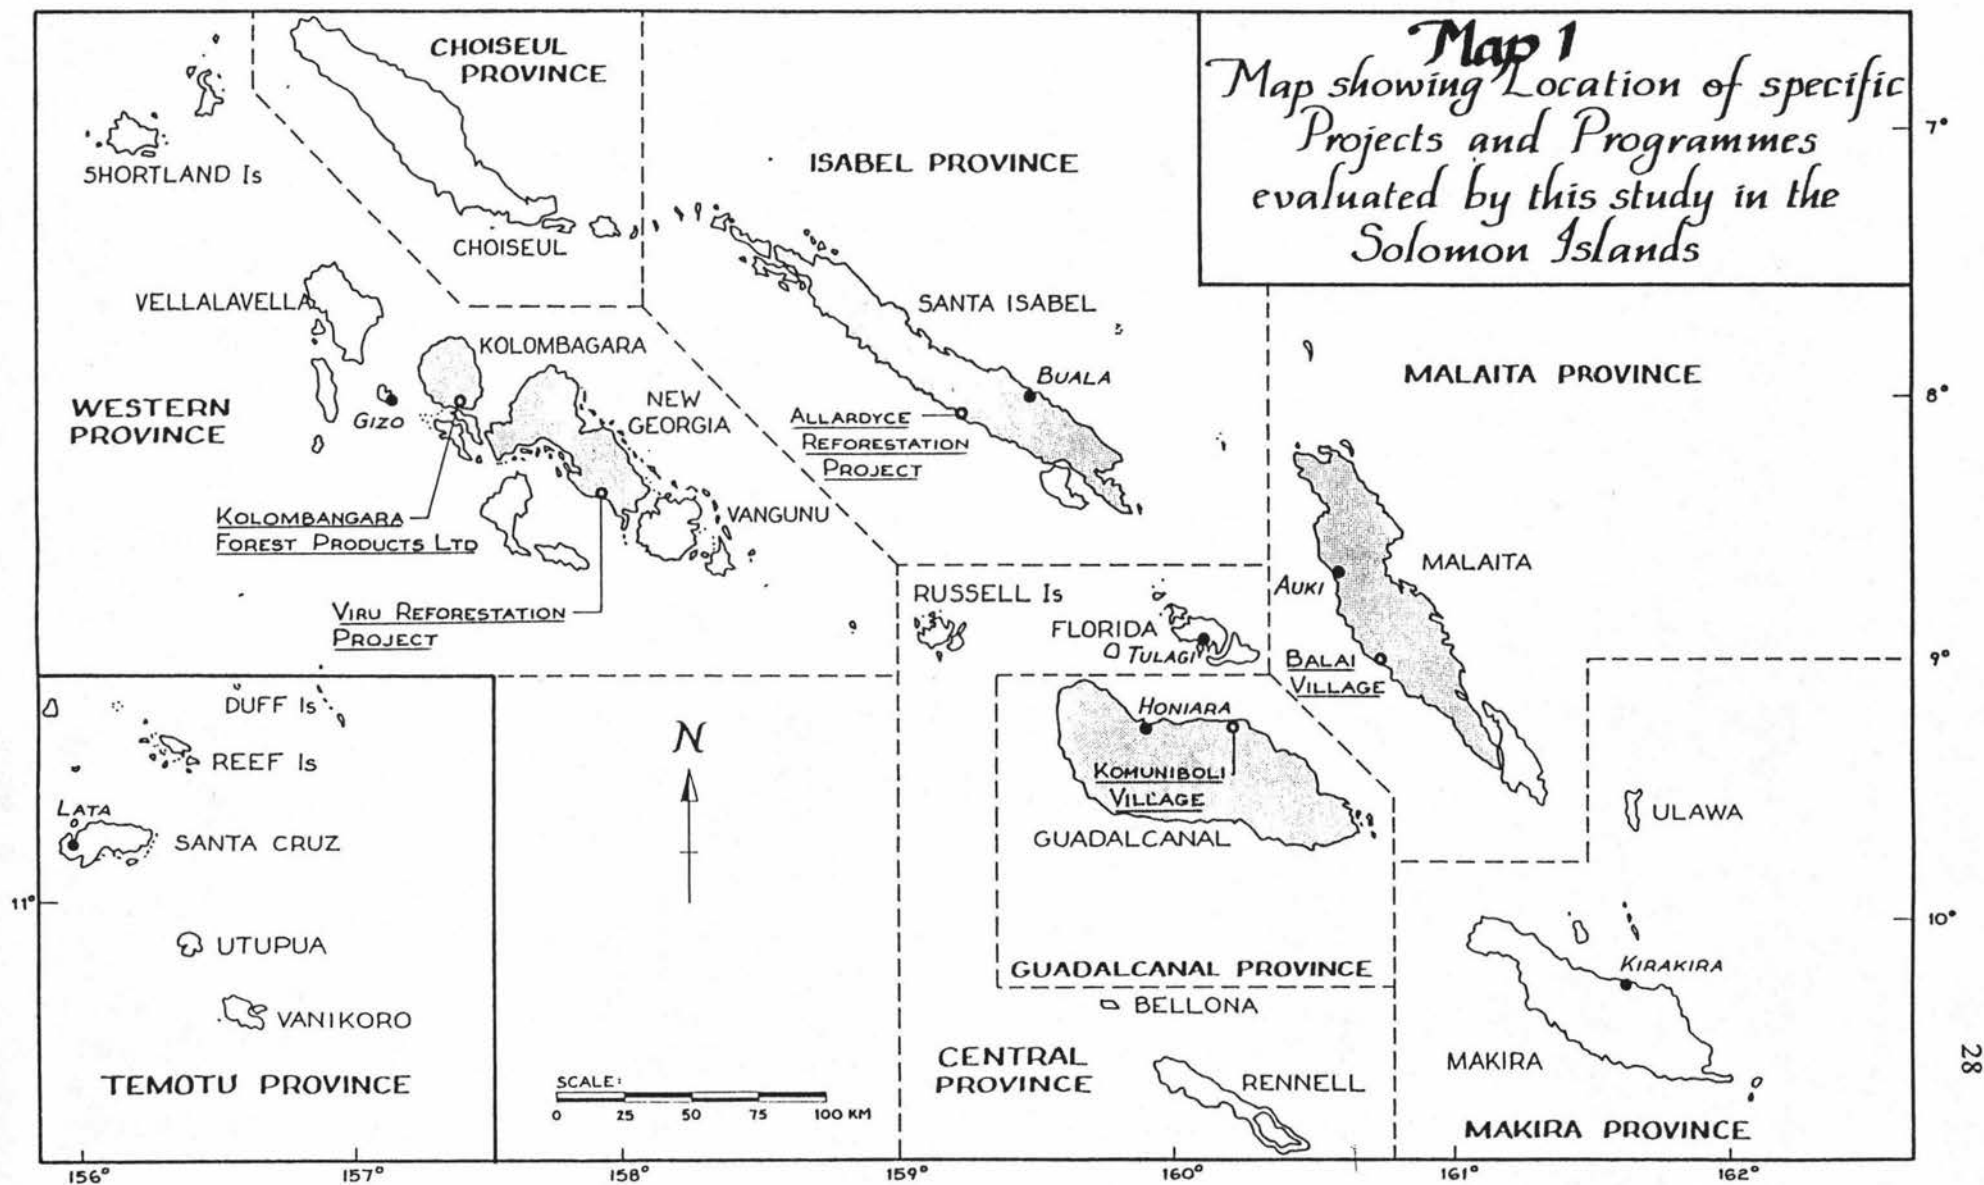 Map 1
Map showing Location of specific
Projects and Programmes
evaluated by this study in the
Solomon Islands
CHOISEUL
PROVINCE
SHORTLAND Is
CHOISEUL
ISABEL PROVINCE
7°
VELLALAVELLA
SANTA ISABEL
KOLOMBAGARA
BUALA
MALAITA PROVINCE
8°
WESTERN
PROVINCE
GIZO
NEW
GEORGIA
ALLARDYCE
REFORESTATION
PROJECT
KOLOMBANGARA
FOREST PRODUCTS LTD
VANGUNU
MALAITA
AUKI
VIRU REFORESTATION
PROJECT
RUSSELL Is
FLORIDA
TULAGI
BALAI
VILLAGE
9°
DUFF Is
REEF Is
LATA
SANTA CRUZ
N
HONIARA
KOMUNIBOLI
VILLAGE
GUADALCANAL
ULAWA
11°
10°
UTUPUA
VANIKORO
TEMOTU PROVINCE
GUADALCANAL PROVINCE
BELLONA
KIRAKIRA
CENTRAL
PROVINCE
RENNELL
MAKIRA
MAKIRA PROVINCE
28
SCALE:
0 25 50 75 100 KM
156° 157° 158° 159° 160° 161° 162°